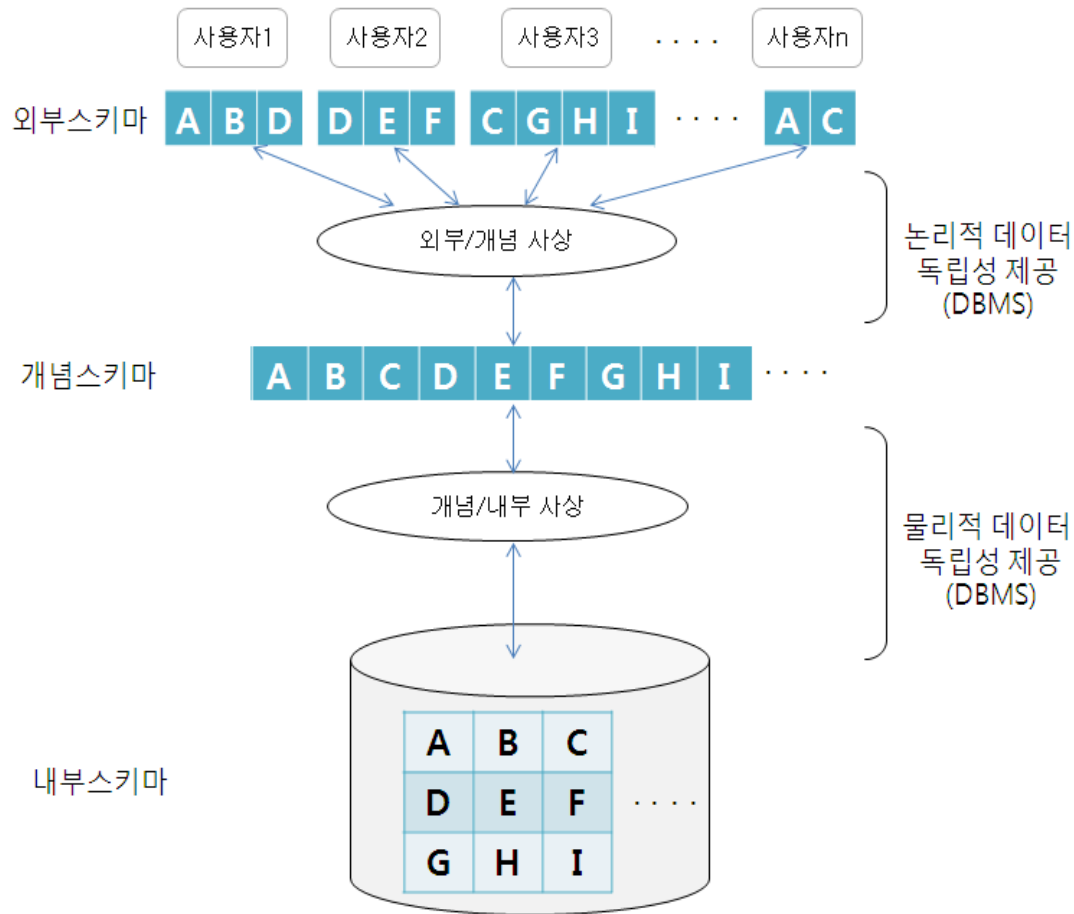 사용자1 사용자2 사용자3 · · · · 사용자n
외부스키마 A B D D E F C G H I · · · · A C
외부/개념 사상
논리적 데이터
독립성 제공
(DBMS)
개념스키마 A B C D E F G H I · · · ·
개념/내부 사상
물리적 데이터
독립성 제공
(DBMS)
A B C
내부스키마 D E F · · · ·
G H I